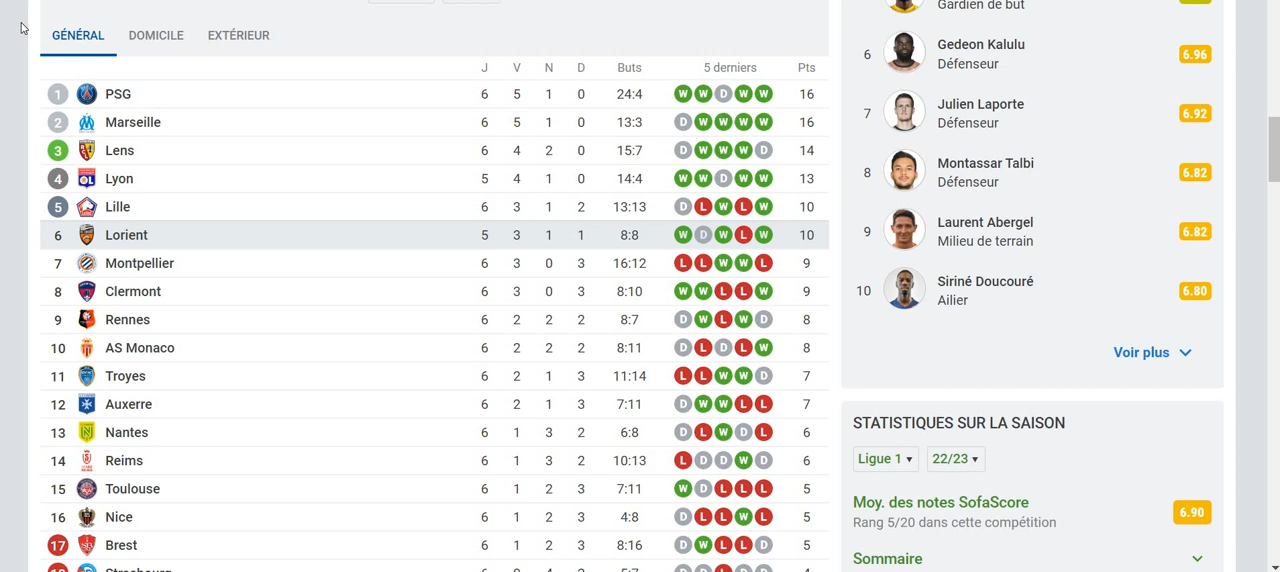 GÉNÉRAL DOMICILE EXTÉRIEUR
J V N D Buts 5 derniers Pts
1 PSG 6 5 1 0 24:4 W W D W W 16
2 Marseille 6 5 1 0 13:3 D W W W W 16
3 Lens 6 4 2 0 15:7 D W W W D 14
4 Lyon 5 4 1 0 14:4 W W D W W 13
5 Lille 6 3 1 2 13:13 D L W L W 10
6 Lorient 5 3 1 1 8:8 W D W L W 10
7 Montpellier 6 3 0 3 16:12 L L W W L 9
8 Clermont 6 3 0 3 8:10 W W L L W 9
9 Rennes 6 2 2 2 8:7 D W L W D 8
10 AS Monaco 6 2 2 2 8:11 D L D L W 8
11 Troyes 6 2 1 3 11:14 L L W W D 7
12 Auxerre 6 2 1 3 7:11 D W W L L 7
13 Nantes 6 1 3 2 6:8 D L W D L 6
14 Reims 6 1 3 2 10:13 L D D W D 6
15 Toulouse 6 1 2 3 7:11 W D L L L 5
16 Nice 6 1 2 3 4:8 D L L W L 5
17 Brest 6 1 2 3 8:16 D W L L D 5
Gardien de but
6 Gedeon Kalulu 6.96
Défenseur
7 Julien Laporte 6.92
Défenseur
8 Montassar Talbi 6.82
Défenseur
9 Laurent Abergel 6.82
Milieu de terrain
10 Siriné Doucouré 6.80
Ailier
Voir plus
STATISTIQUES SUR LA SAISON
Ligue 1 22/23
Moy. des notes SofaScore 6.90
Rang 5/20 dans cette compétition
Sommaire